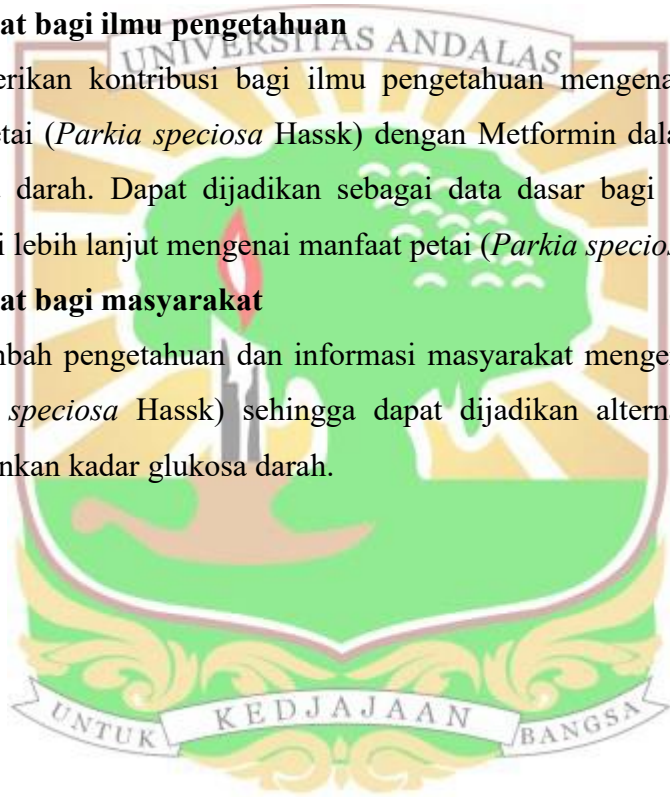 at bagi ilmu pengetahuan
UNIVERSITAS ANDALAS
erikan kontribusi bagi ilmu pengetahuan mengena
etai (Parkia speciosa Hassk) dengan Metformin dala
darah. Dapat dijadikan sebagai data dasar bagi
i lebih lanjut mengenai manfaat petai (Parkia specios
at bagi masyarakat
mbah pengetahuan dan informasi masyarakat menge
speciosa Hassk) sehingga dapat dijadikan altern
nkan kadar glukosa darah.
UNTUK KEDJAJAAN BANGSA